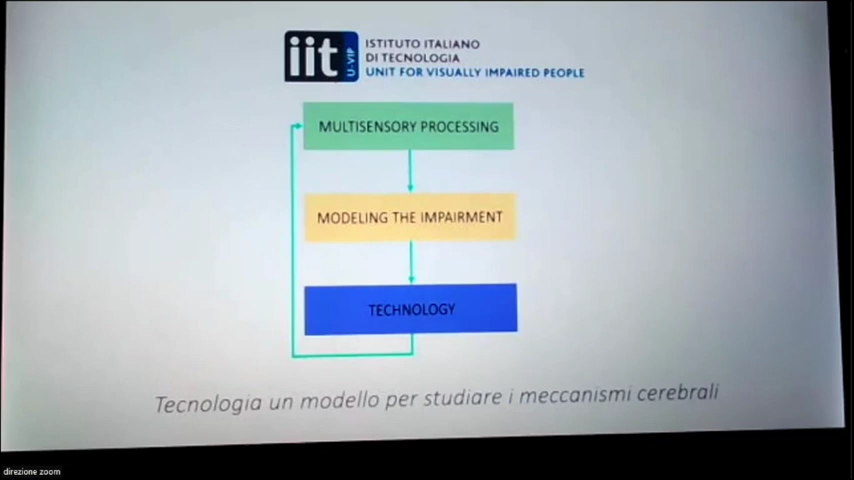 iit
U-VIP
ISTITUTO ITALIANO
DI TECNOLOGIA
UNIT FOR VISUALLY IMPAIRED PEOPLE
MULTISENSORY PROCESSING
MODELING THE IMPAIRMENT
TECHNOLOGY
Tecnologia un modello per studiare i meccanismi cerebrali
direzione zoom